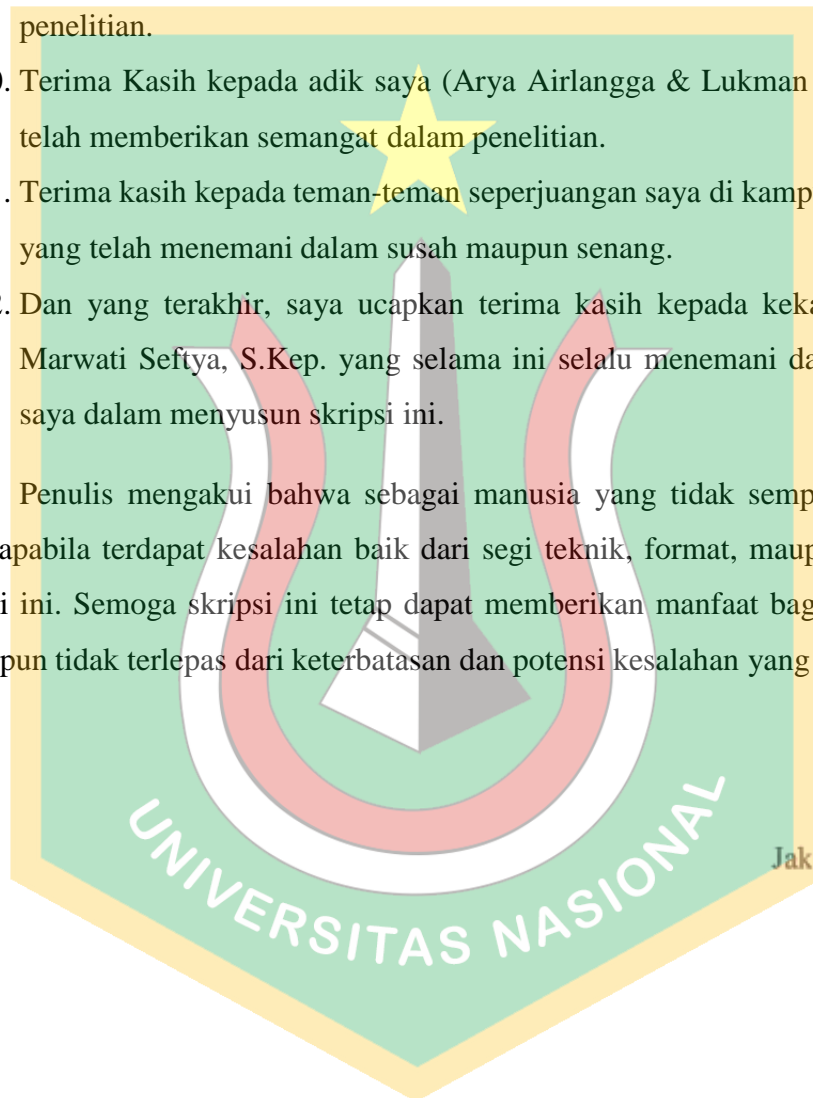 penelitian.
. Terima Kasih kepada adik saya (Arya Airlangga & Lukman
telah memberikan semangat dalam penelitian.
. Terima kasih kepada teman-teman seperjuangan saya di kamp
yang telah menemani dalam susah maupun senang.
. Dan yang terakhir, saya ucapkan terima kasih kepada keka
Marwati Seftya, S.Kep. yang selama ini selalu menemani da
saya dalam menyusun skripsi ini.
Penulis mengakui bahwa sebagai manusia yang tidak semp
apabila terdapat kesalahan baik dari segi teknik, format, maup
i ini. Semoga skripsi ini tetap dapat memberikan manfaat bag
pun tidak terlepas dari keterbatasan dan potensi kesalahan yang
Jak
UNIVERSITAS NASIONAL